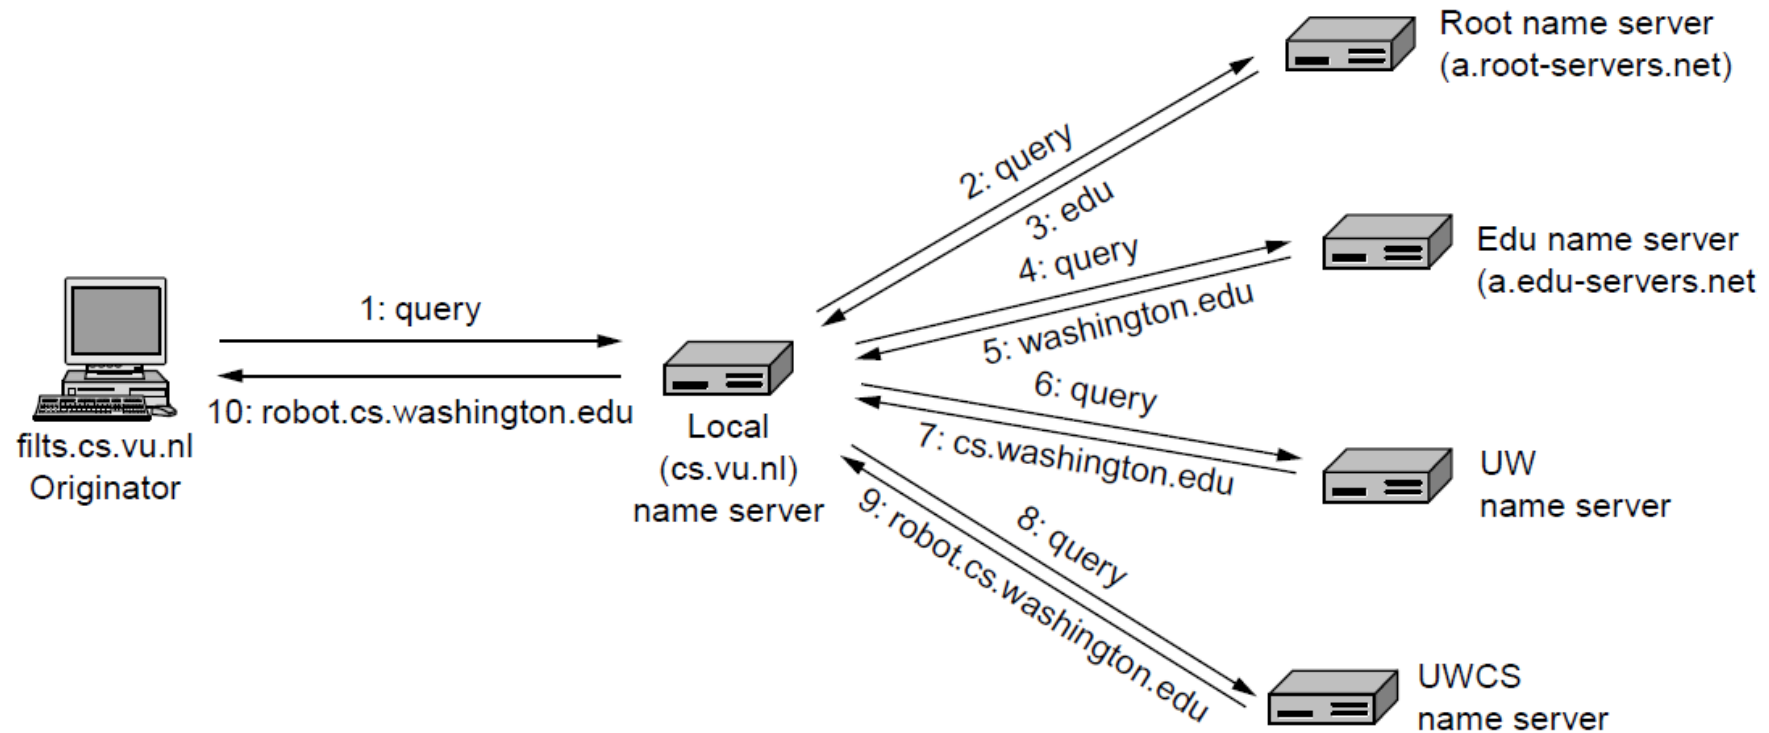 Root name server
(a.root-servers.net)
2: query
3: edu
4: query
Edu name server
(a.edu-servers.net
5: washington.edu
1: query
6: query
10: robot.cs.washington.edu
Local
(cs.vu.nl)
name server
filts.cs.vu.nl
Originator
7: cs.washington.edu
UW
name server
8: query
9: robot.cs.washington.edu
UWCS
name server